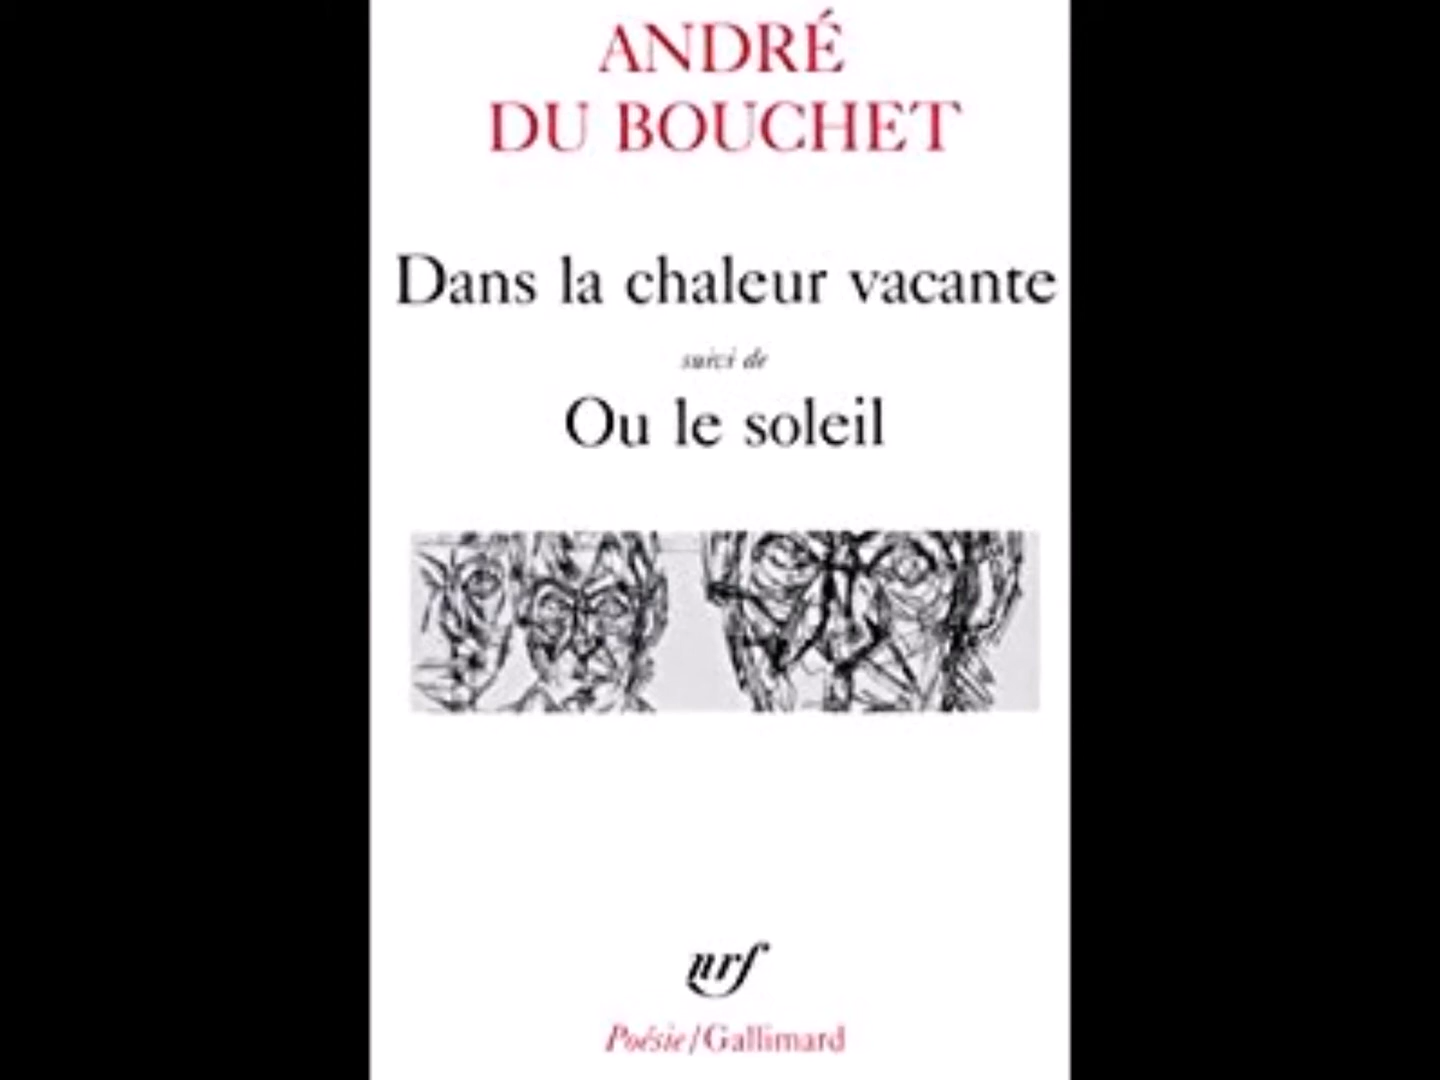 ANDRÉ
DU BOUCHET
Dans la chaleur vacante
suivi de
Ou le soleil
nrf
Poésie/Gallimard